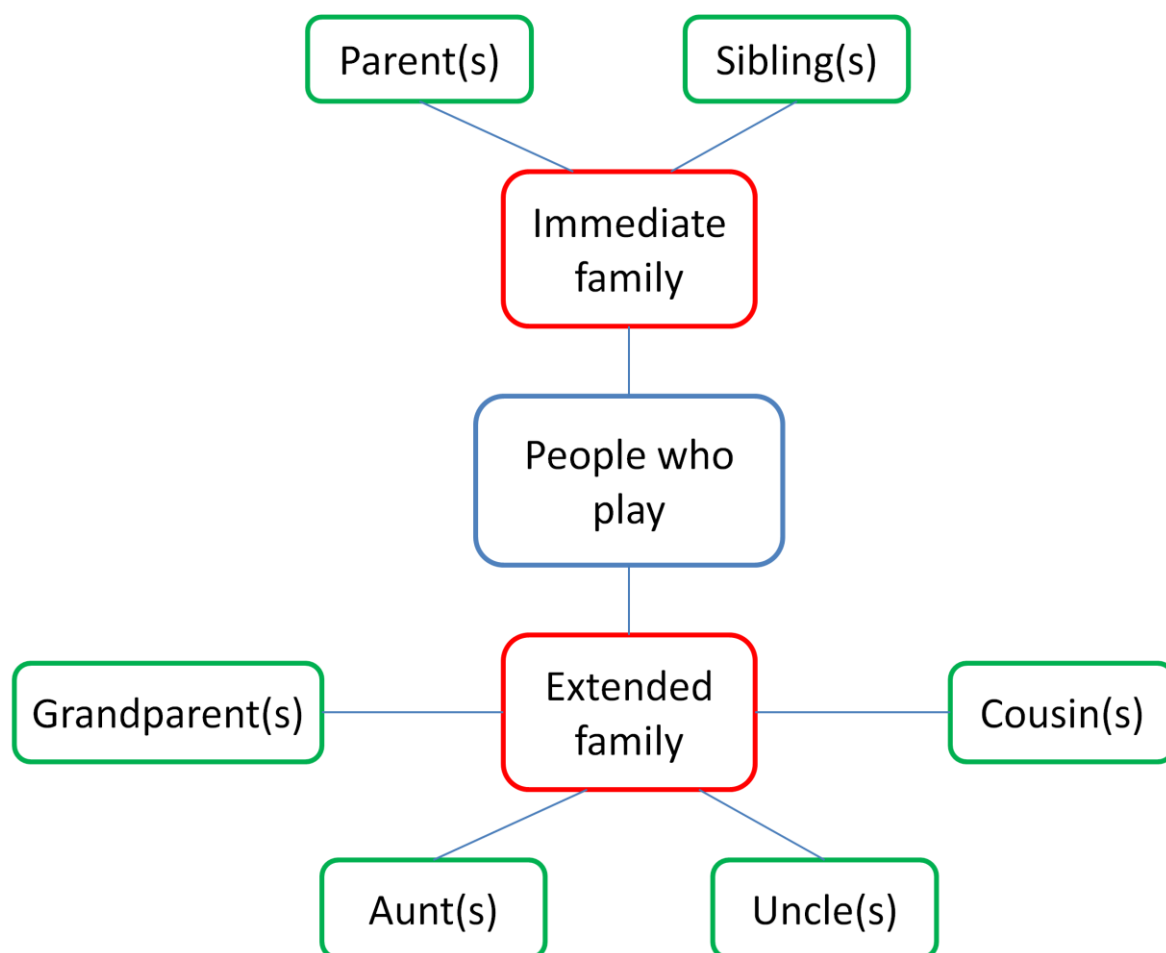 Parent(s)
Sibling(s)
Immediate
family
People who
play
Extended
family
Grandparent(s)
Cousin(s)
Aunt(s)
Uncle(s)